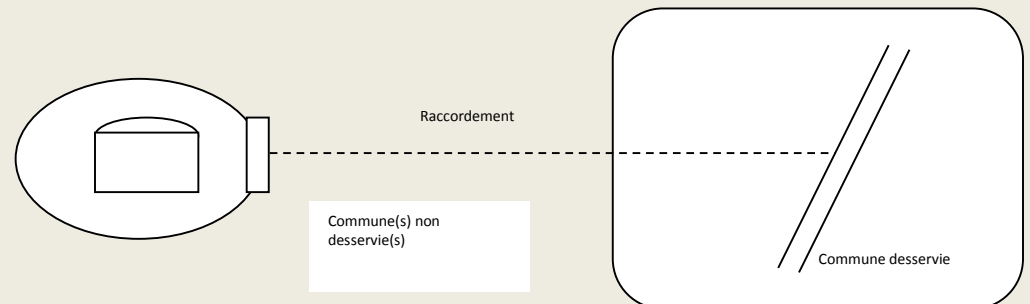 Raccordement
Commune(s) non
desservie(s)
Commune desservie